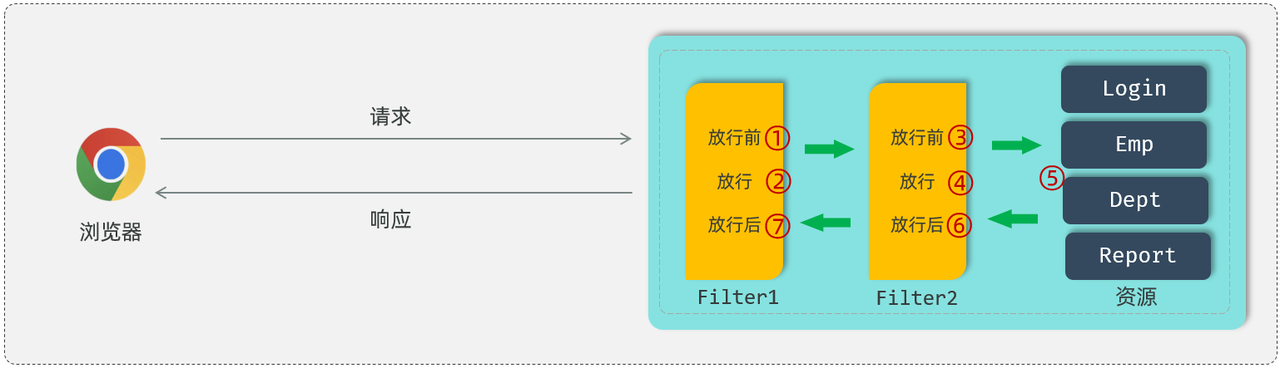 请求
响应
浏览器
放行前①
放行②
放行后⑦
Filter1
放行前③
放行④
放行后⑥
Filter2
⑤
Login
Emp
Dept
Report
资源